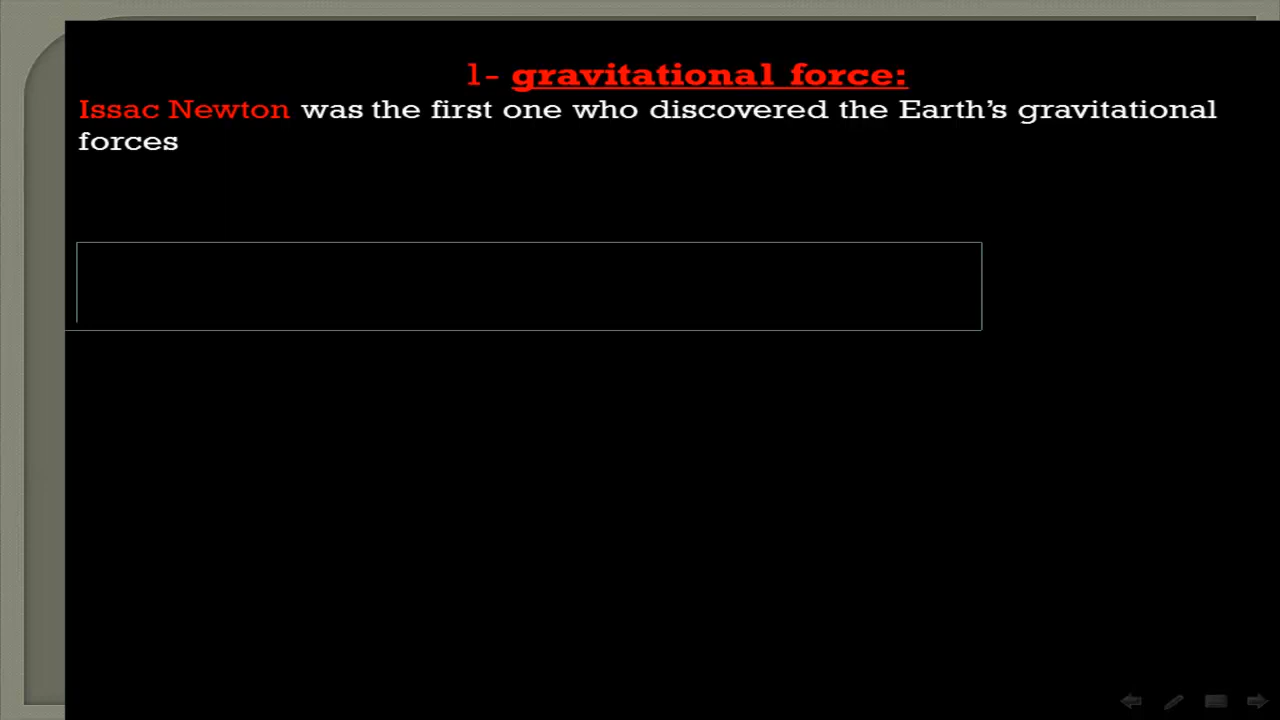 1- gravitational force:
Issac Newton was the first one who discovered the Earth’s gravitational
forces